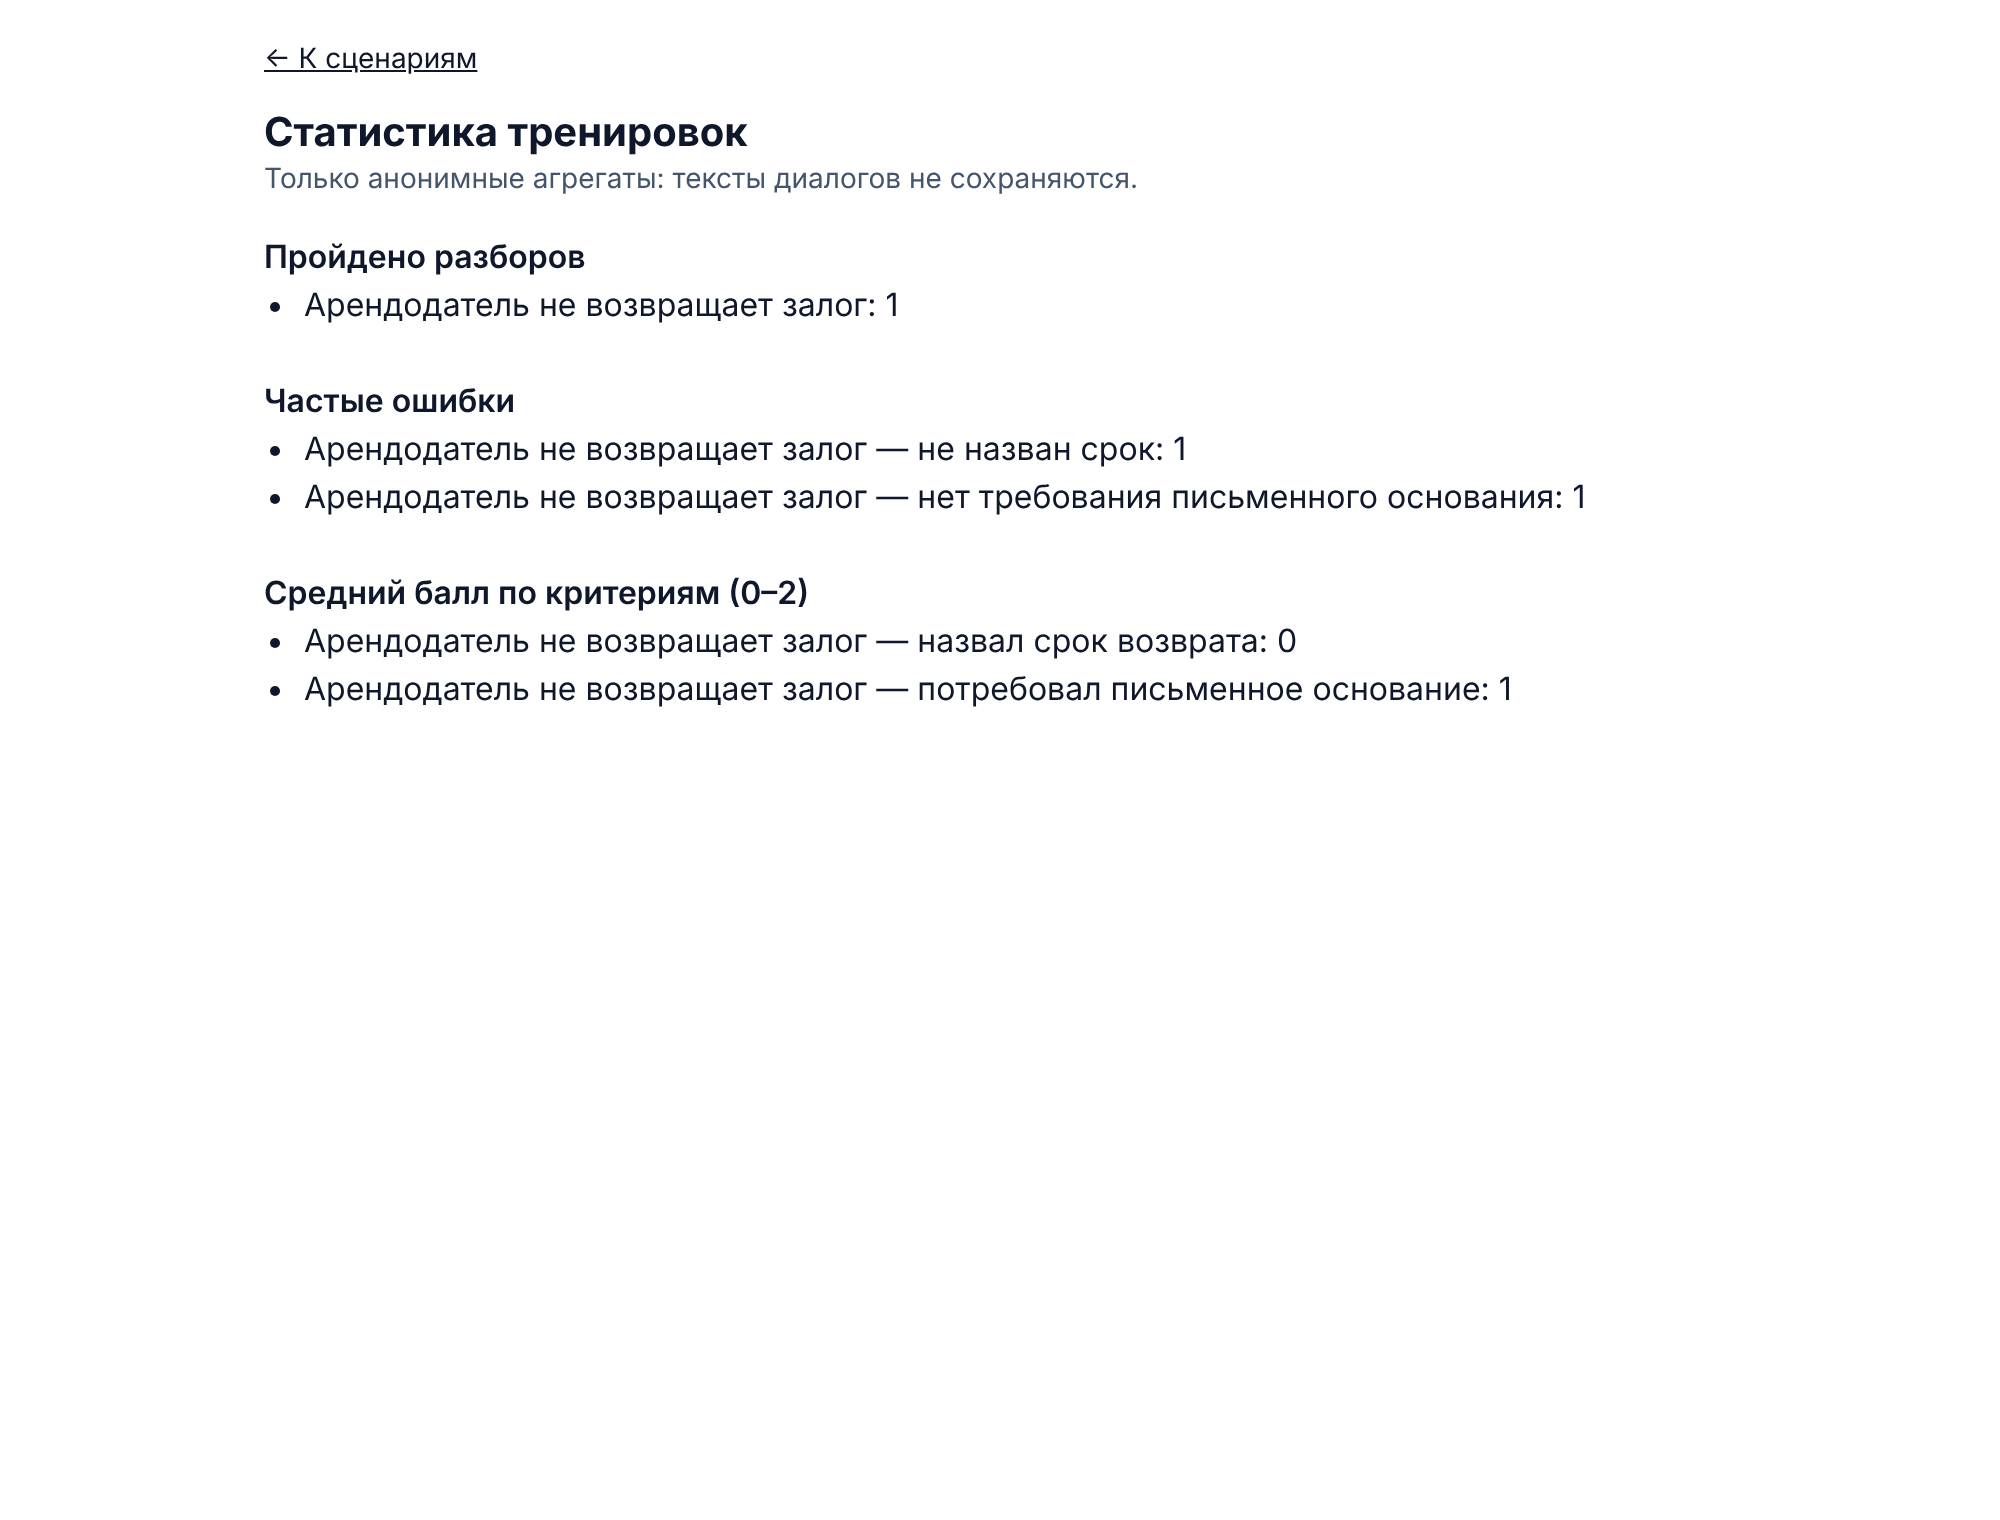 ← К сценариям
Статистика тренировок
Только анонимные агрегаты: тексты диалогов не сохраняются.
Пройдено разборов
• Арендодатель не возвращает залог: 1
Частые ошибки
• Арендодатель не возвращает залог — не назван срок: 1
• Арендодатель не возвращает залог — нет требования письменного основания: 1
Средний балл по критериям (0–2)
• Арендодатель не возвращает залог — назвал срок возврата: 0
• Арендодатель не возвращает залог — потребовал письменное основание: 1